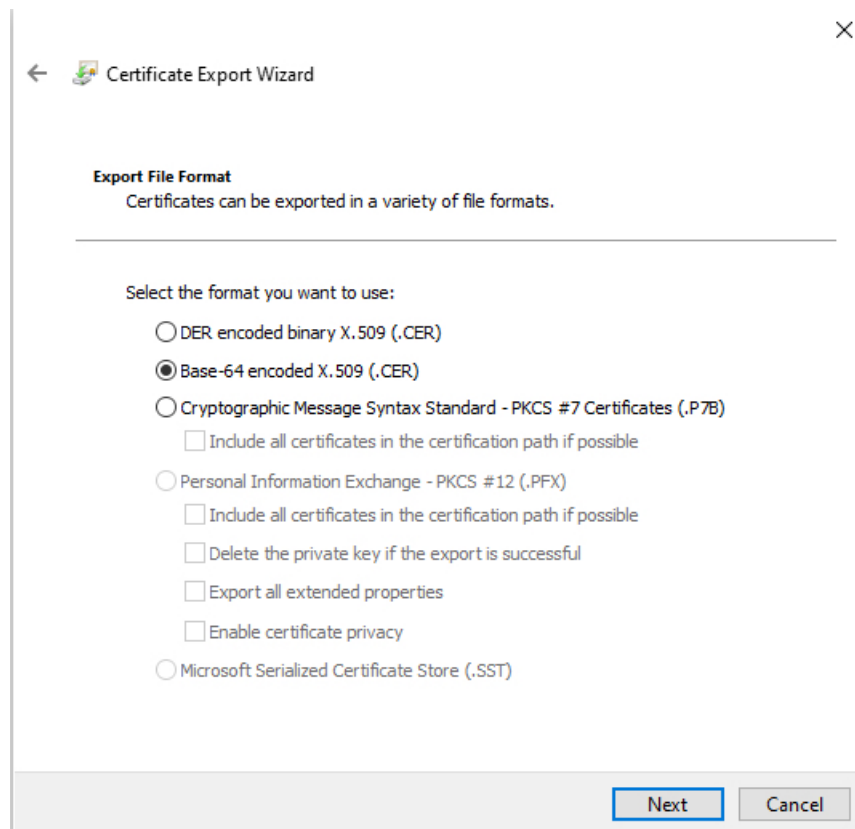 Certificate Export Wizard
Export File Format
Certificates can be exported in a variety of file formats.
Select the format you want to use:
DER encoded binary X.509 (.CER)
Base-64 encoded X.509 (.CER)
Cryptographic Message Syntax Standard - PKCS #7 Certificates (.P7B)
Include all certificates in the certification path if possible
Personal Information Exchange - PKCS #12 (.PFX)
Include all certificates in the certification path if possible
Delete the private key if the export is successful
Export all extended properties
Enable certificate privacy
Microsoft Serialized Certificate Store (.SST)
Next Cancel